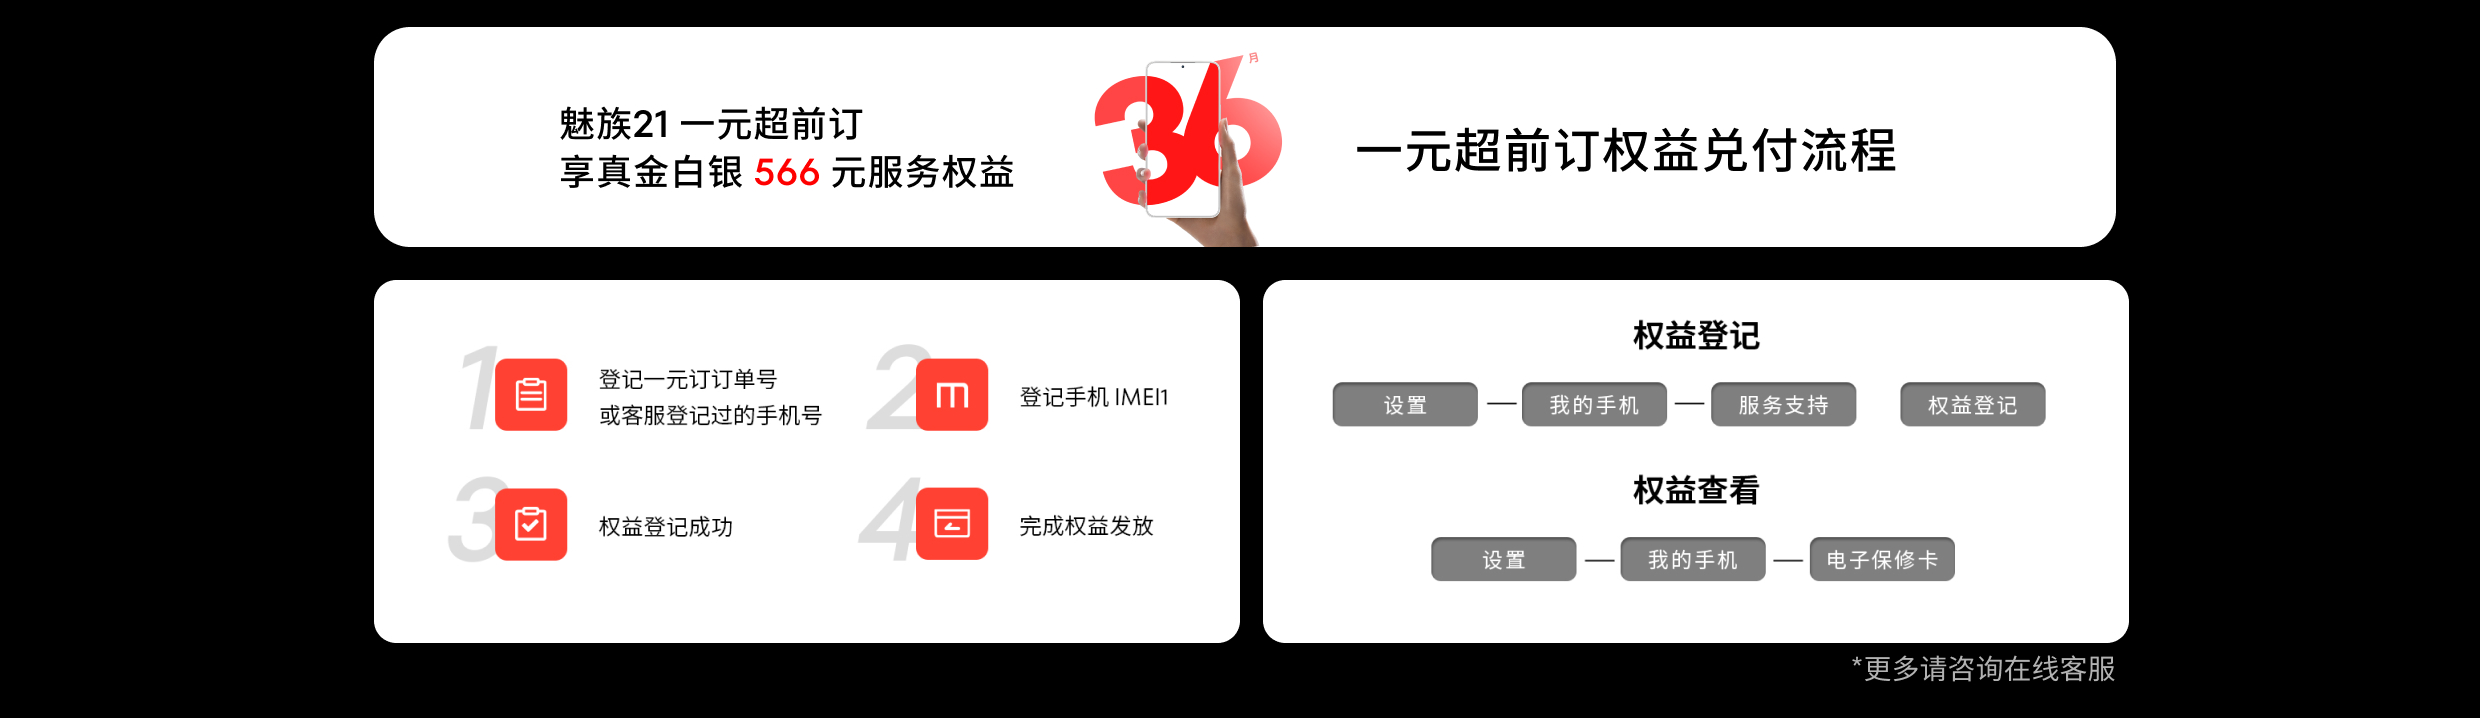 魅族21 一元超前订
享真金白银 566 元服务权益
36
月
一元超前订权益兑付流程
1
登记一元订订单号
或客服登记过的手机号
2
登记手机 IMEI1
3
权益登记成功
4
完成权益发放
权益登记
设置 — 我的手机 — 服务支持 权益登记
权益查看
设置 — 我的手机 — 电子保修卡
*更多请咨询在线客服